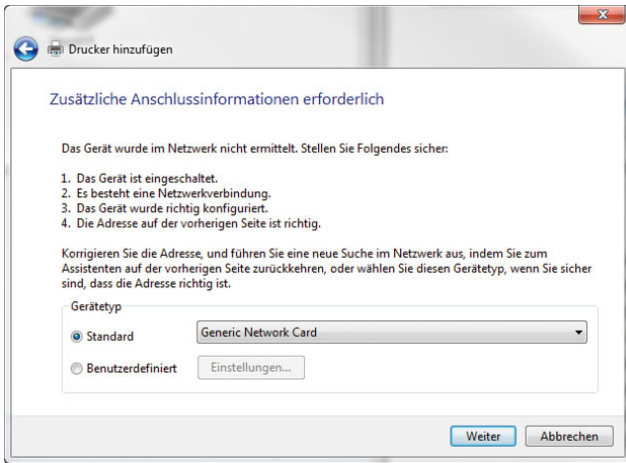 Drucker hinzufügen
Zusätzliche Anschlussinformationen erforderlich
Das Gerät wurde im Netzwerk nicht ermittelt. Stellen Sie Folgendes sicher:
1. Das Gerät ist eingeschaltet.
2. Es besteht eine Netzwerkverbindung.
3. Das Gerät wurde richtig konfiguriert.
4. Die Adresse auf der vorherigen Seite ist richtig.
Korrigieren Sie die Adresse, und führen Sie eine neue Suche im Netzwerk aus, indem Sie zum
Assistenten auf der vorherigen Seite zurückkehren, oder wählen Sie diesen Gerätetyp, wenn Sie sicher
sind, dass die Adresse richtig ist.
Gerätetyp
Standard Generic Network Card
Benutzerdefiniert Einstellungen...
Weiter Abbrechen